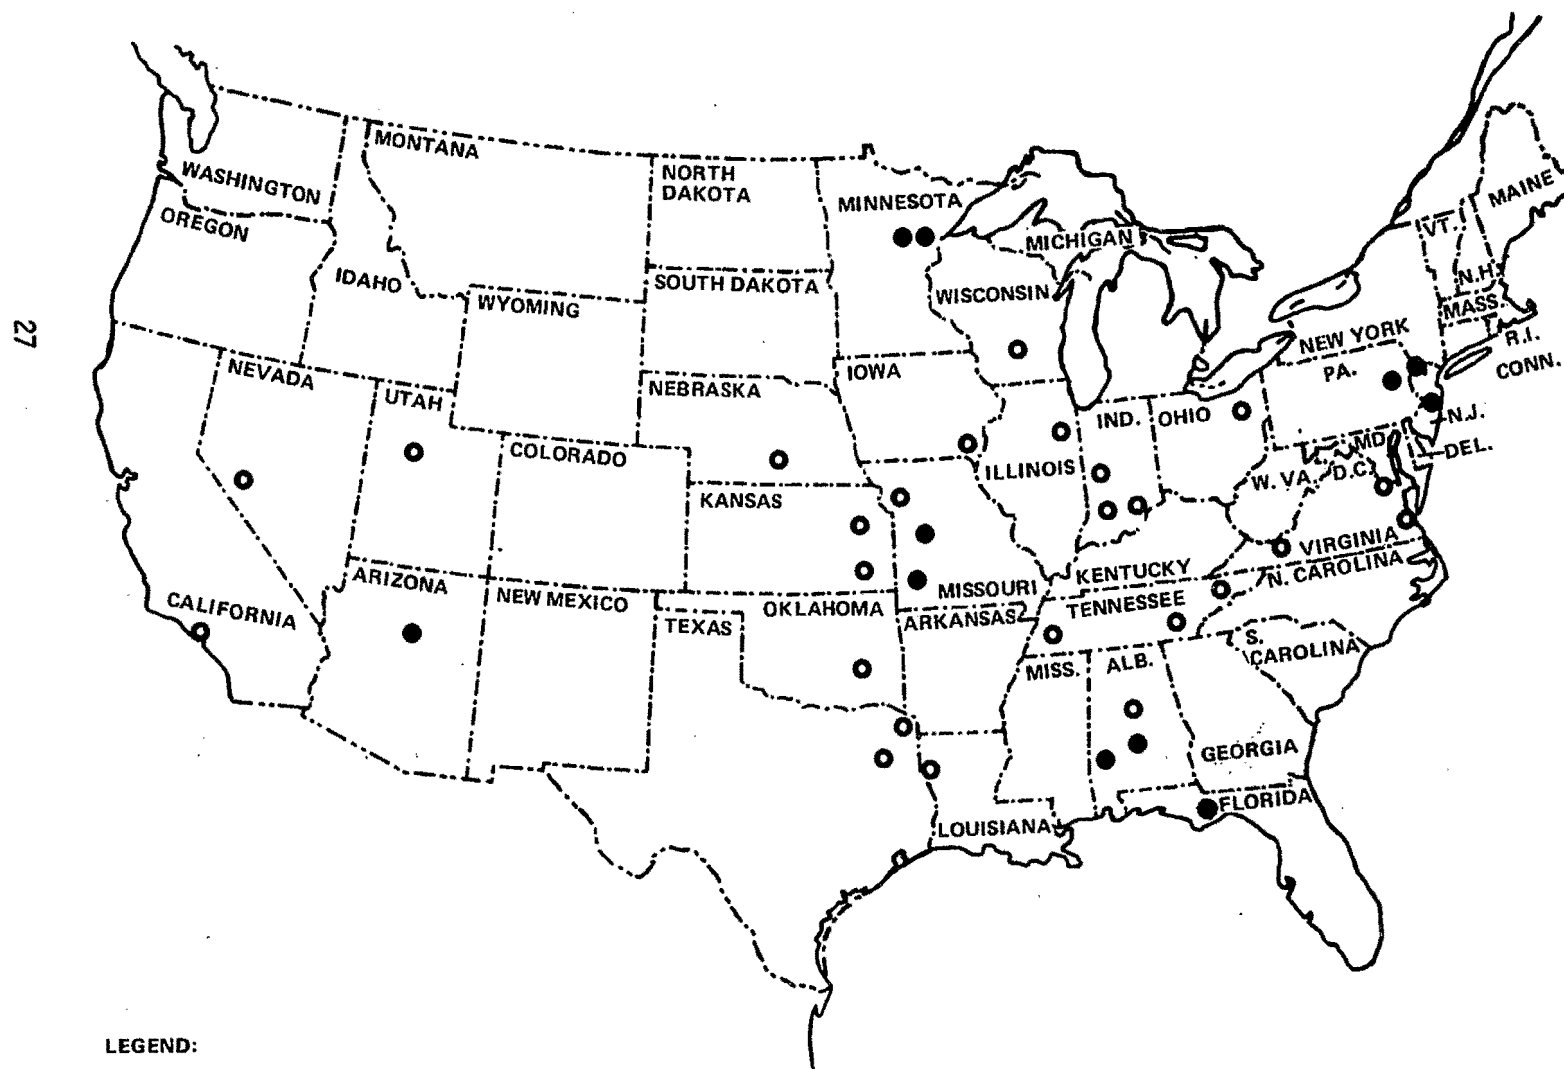 27
WASHINGTON
OREGON
MONTANA
IDAHO
NORTH
DAKOTA
MINNESOTA
MICHIGAN
MAINE
VT.
N.H.
MASS.
R.I.
CONN.
WYOMING
SOUTH DAKOTA
WISCONSIN
NEW YORK
PA.
NEVADA
UTAH
NEBRASKA
IOWA
IND.
OHIO
N.J.
DEL.
MD.
COLORADO
ILLINOIS
W. VA.
D.C.
KANSAS
VIRGINIA
CALIFORNIA
ARIZONA
NEW MEXICO
OKLAHOMA
MISSOURI
KENTUCKY
N. CAROLINA
TEXAS
ARKANSAS
TENNESSEE
S.
CAROLINA
MISS.
ALB.
GEORGIA
LOUISIANA
FLORIDA
LEGEND: